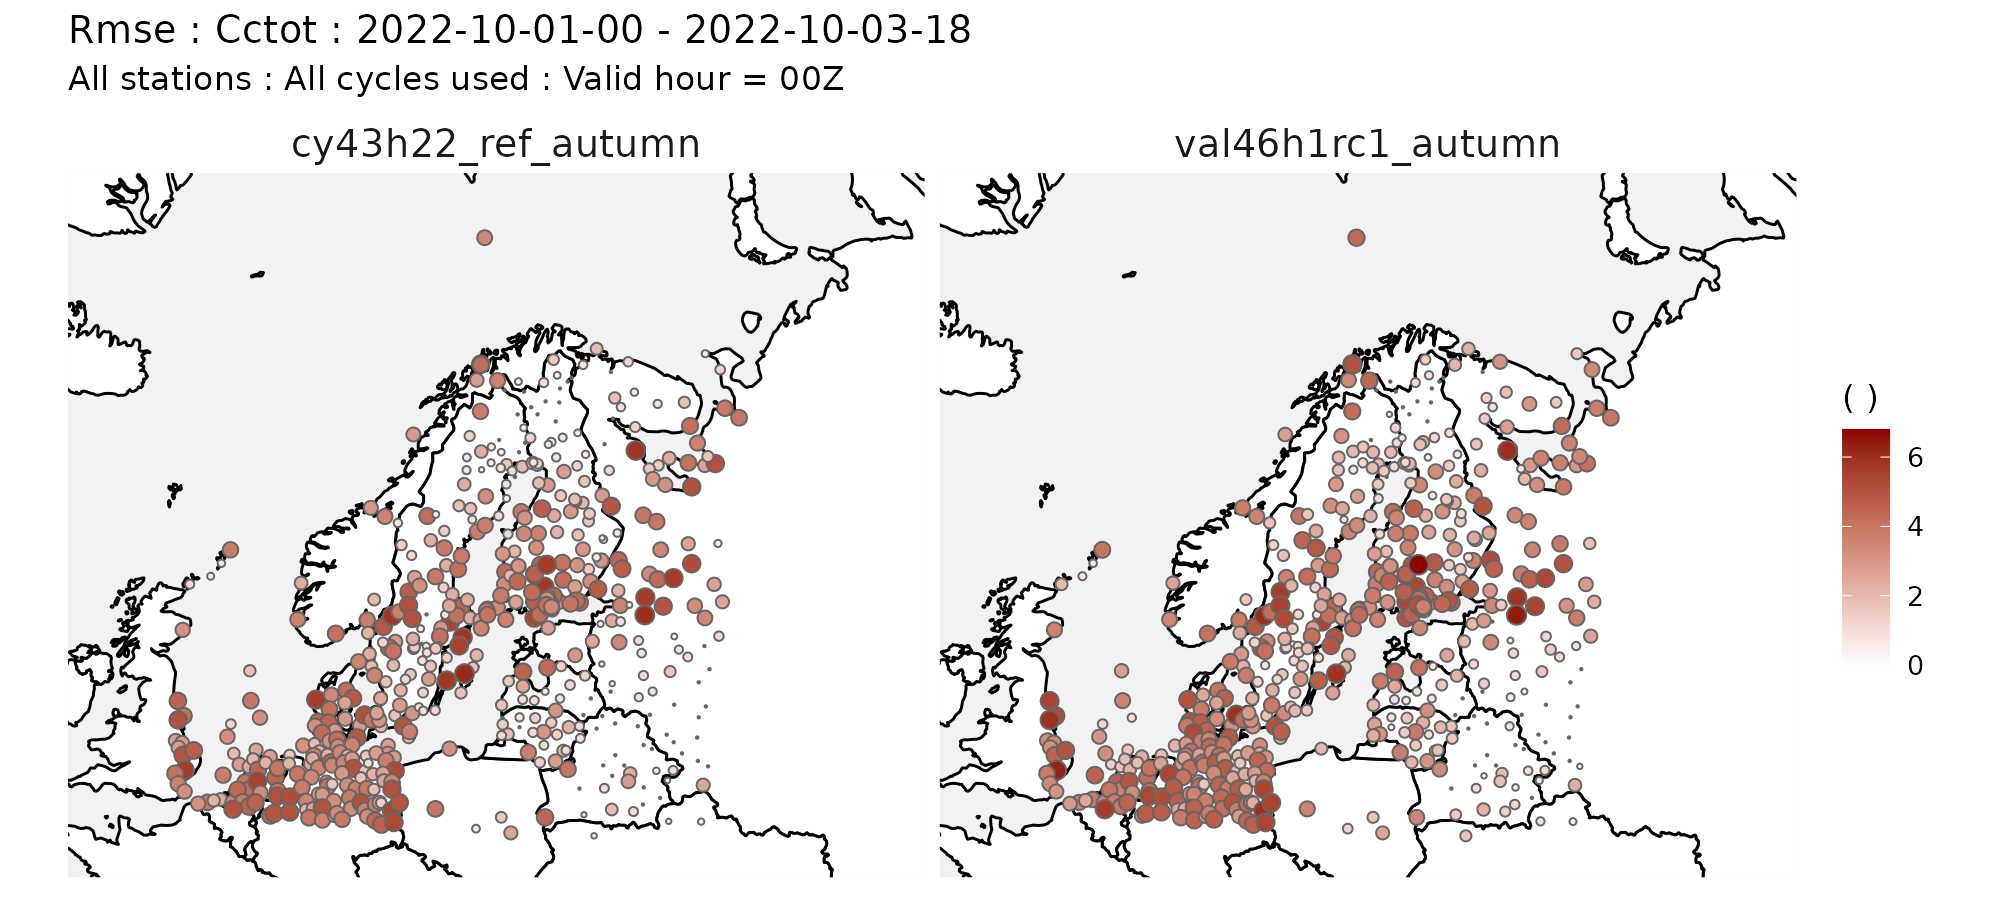 Rmse : Cctot : 2022-10-01-00 - 2022-10-03-18
All stations : All cycles used : Valid hour = 00Z
cy43h22_ref_autumn
val46h1rc1_autumn
( )
6
4
2
0